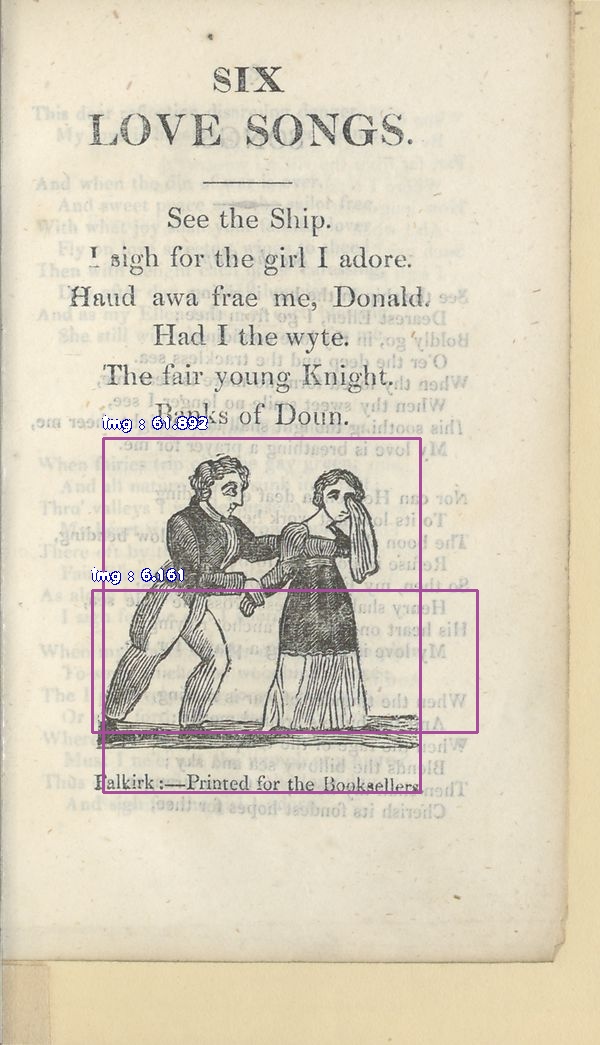 SIX
LOVE SONGS.
See the Ship.
I sigh for the girl I adore.
Haud awa frae me, Donald.
Had I the wyte.
The fair young Knight.
Banks of Doun.
img : 61.892
img : 6.161
Falkirk:—Printed for the Booksellers